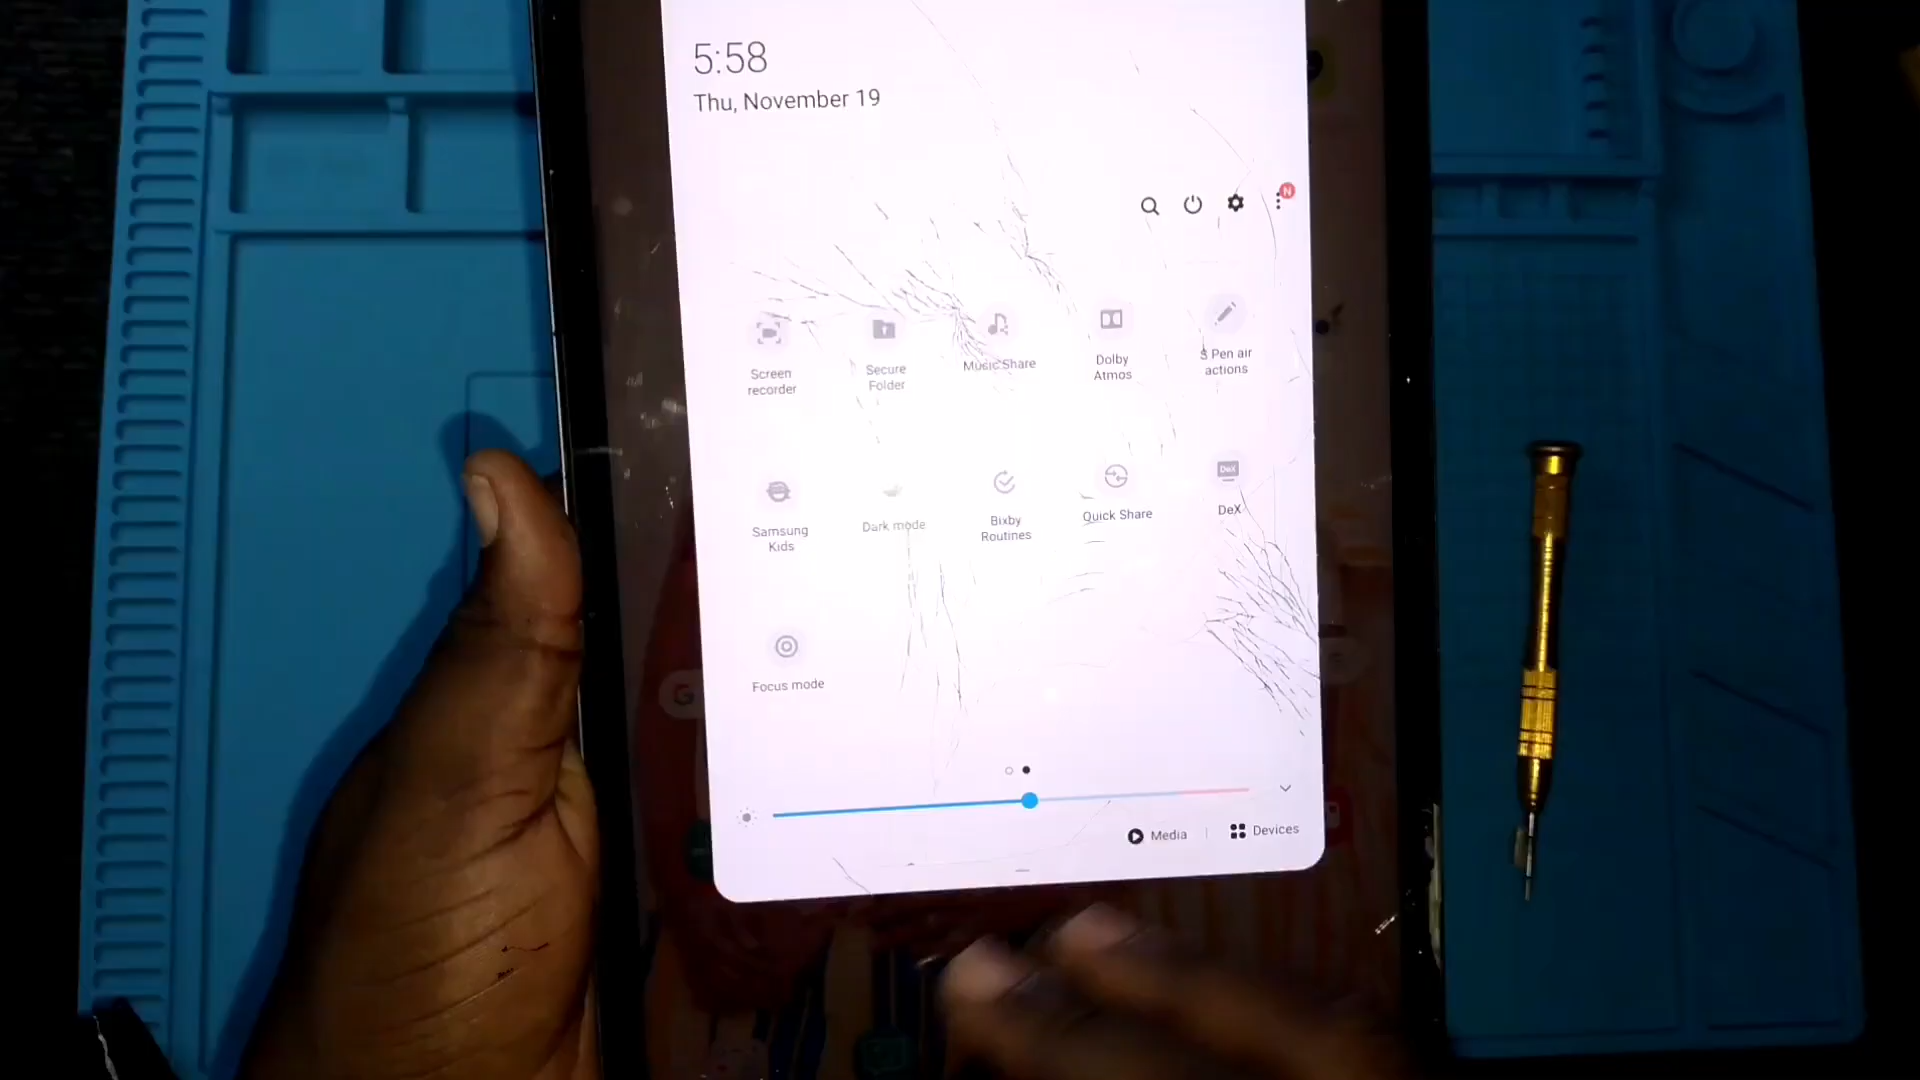 5:58
Thu, November 19
N
Screen
recorder
Secure
Folder
Music Share
Dolby
Atmos
S Pen air
actions
Samsung
Kids
Dark mode
Bixby
Routines
Quick Share
DeX
DeX
Focus mode
G
Media
Devices